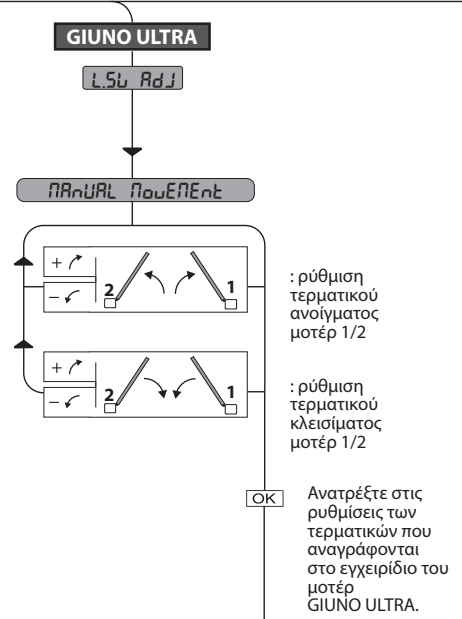 GIUNO ULTRA
L.SW AdJ
MAnUAL MovEMEnt
+
2
1
: ρύθμιση
τερματικού
ανοίγματος
μοτέρ 1/2
–
+
2
1
: ρύθμιση
τερματικού
κλεισίματος
μοτέρ 1/2
–
OK
Ανατρέξτε στις
ρυθμίσεις των
τερματικών που
αναγράφονται
στο εγχειρίδιο του
μοτέρ
GIUNO ULTRA.